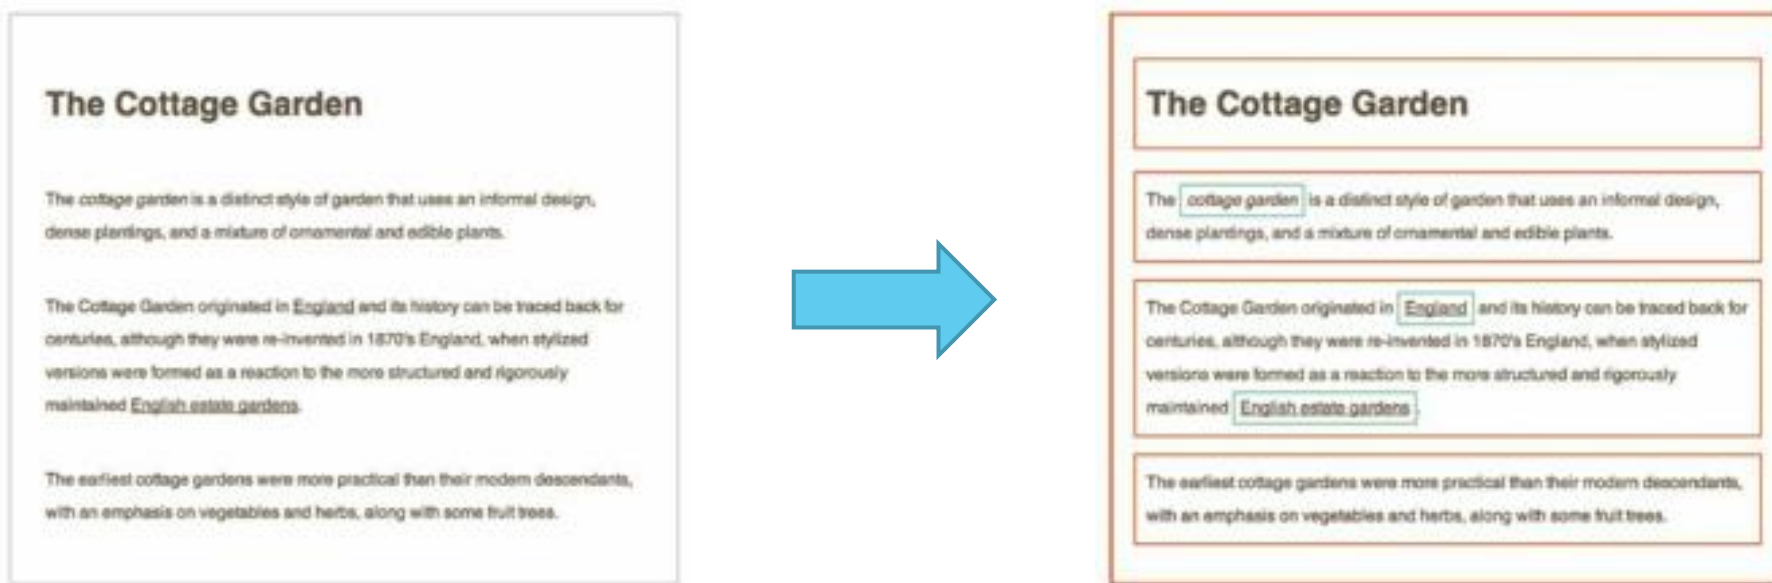 The Cottage Garden
The cottage garden is a distinct style of garden that uses an informal design,
dense plantings, and a mixture of ornamental and edible plants.
The Cottage Garden originated in England and its history can be traced back for
centuries, although they were re-invented in 1870's England, when stylized
versions were formed as a reaction to the more structured and rigorously
maintained English estate gardens.
The earliest cottage gardens were more practical than their modern descendants,
with an emphasis on vegetables and herbs, along with some fruit trees.
The Cottage Garden
The cottage garden is a distinct style of garden that uses an informal design,
dense plantings, and a mixture of ornamental and edible plants.
The Cottage Garden originated in England and its history can be traced back for
centuries, although they were re-invented in 1870's England, when stylized
versions were formed as a reaction to the more structured and rigorously
maintained English estate gardens.
The earliest cottage gardens were more practical than their modern descendants,
with an emphasis on vegetables and herbs, along with some fruit trees.